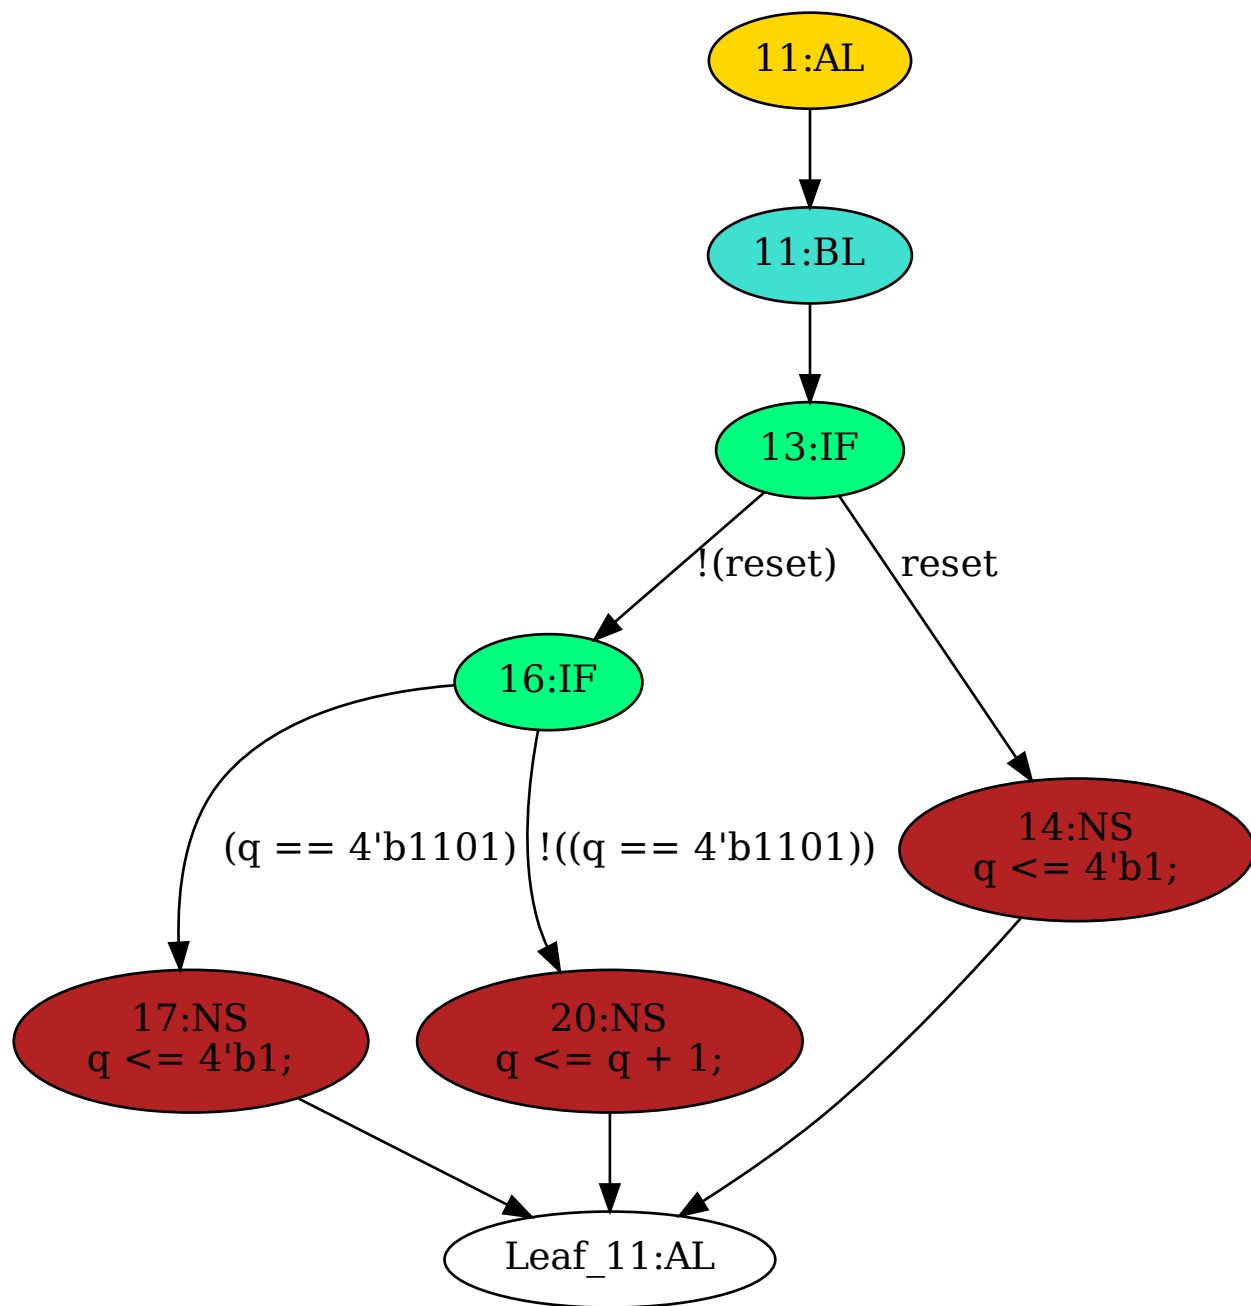 11:AL
11:BL
13:IF
!(reset)
reset
16:IF
(q == 4'b1101)
!((q == 4'b1101))
14:NS
q <= 4'b1;
17:NS
q <= 4'b1;
20:NS
q <= q + 1;
Leaf_11:AL